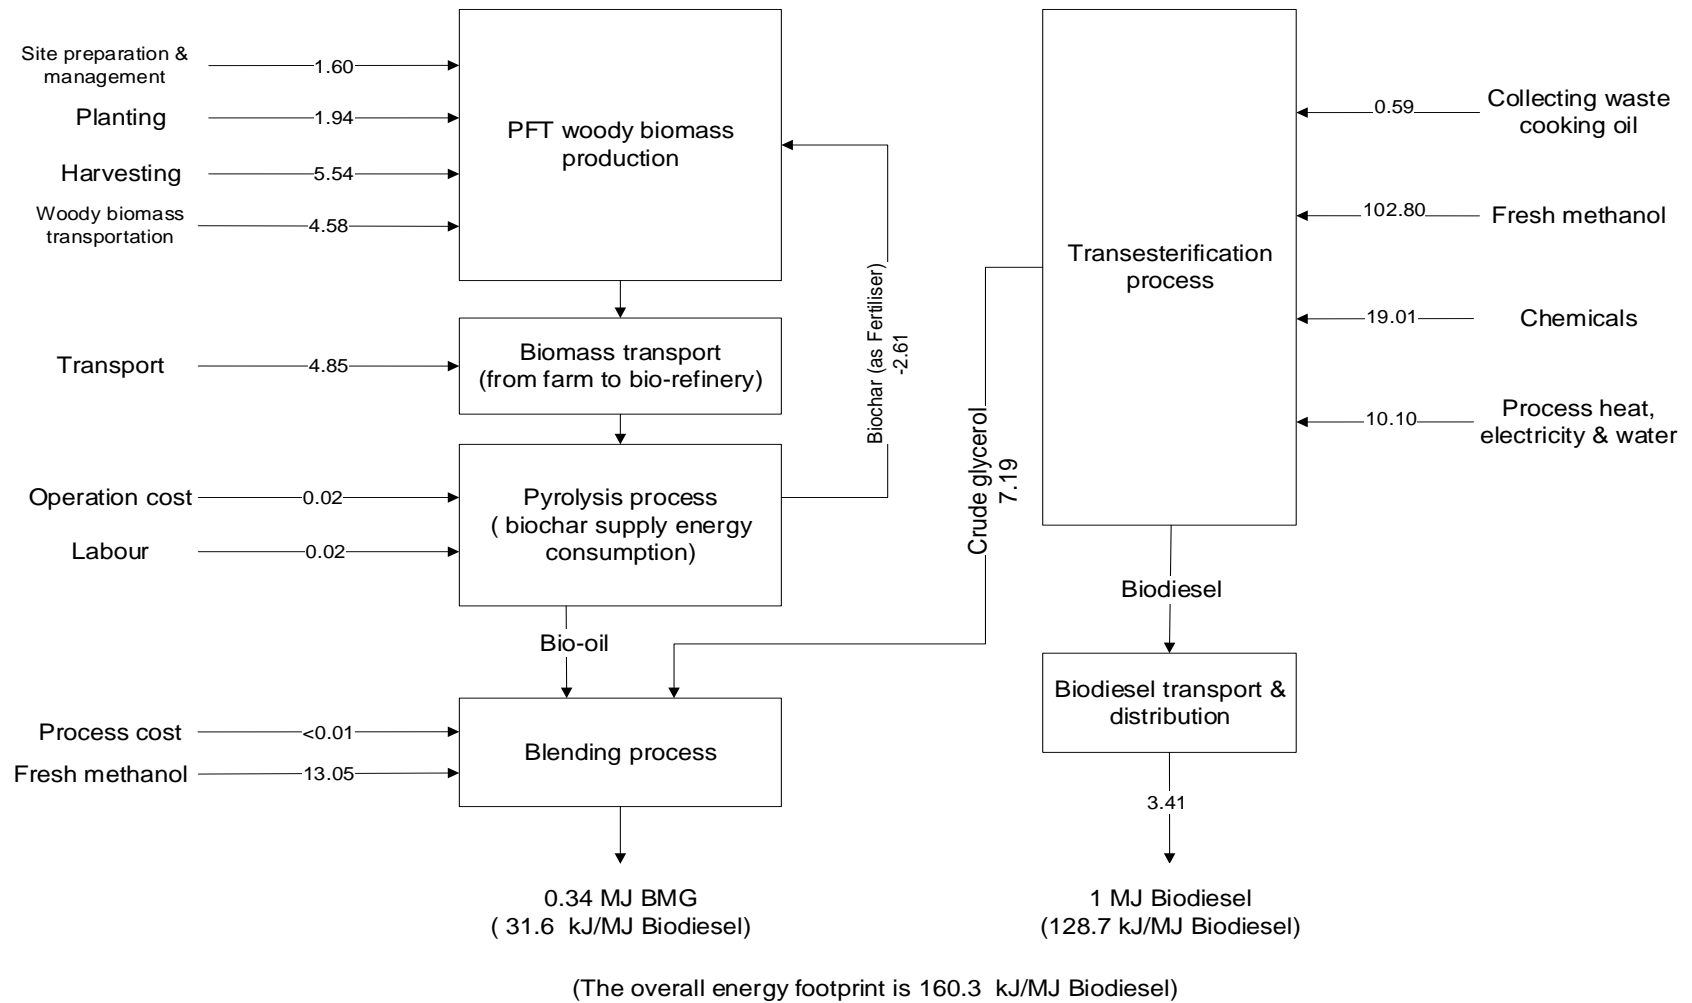 Site preparation &
management
1.60
Planting
1.94
Harvesting
5.54
Woody biomass
transportation
4.58
PFT woody biomass
production
Transport
4.85
Biomass transport
(from farm to bio-refinery)
Operation cost
0.02
Labour
0.02
Pyrolysis process
( biochar supply energy
consumption)
Biochar (as Fertiliser)
-2.61
Bio-oil
Process cost
<0.01
Fresh methanol
13.05
Blending process
0.34 MJ BMG
( 31.6 kJ/MJ Biodiesel)
Crude glycerol
7.19
Transesterification
process
0.59
Collecting waste
cooking oil
102.80
Fresh methanol
19.01
Chemicals
10.10
Process heat,
electricity & water
Biodiesel
Biodiesel transport &
distribution
3.41
1 MJ Biodiesel
(128.7 kJ/MJ Biodiesel)
(The overall energy footprint is 160.3 kJ/MJ Biodiesel)